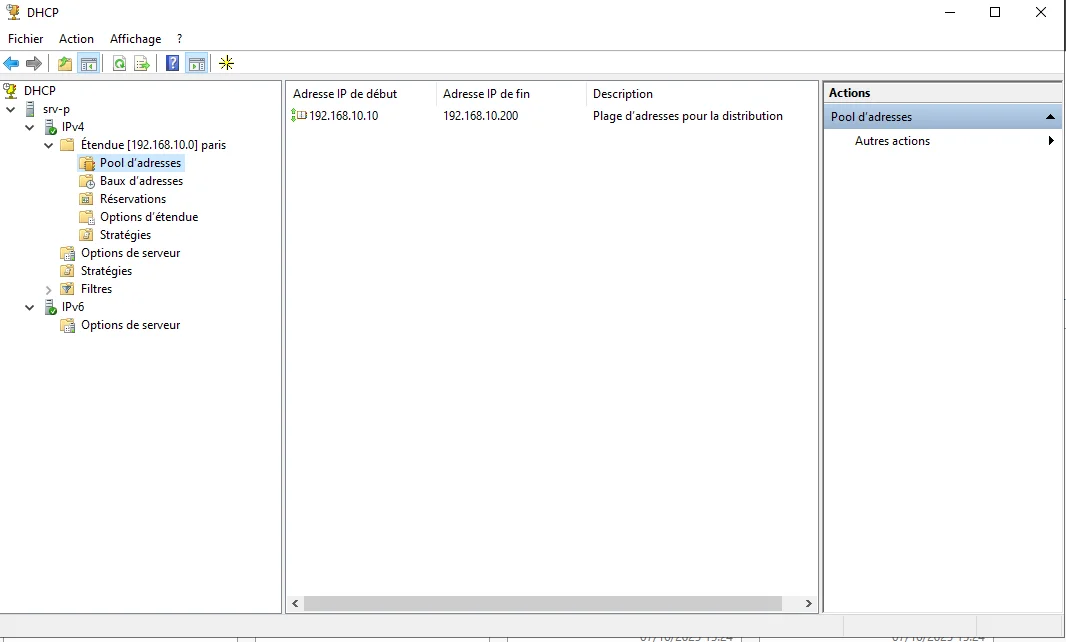 DHCP
Fichier Action Affichage ?
DHCP
srv-p
IPv4
Étendue [192.168.10.0] paris
Pool d'adresses
Baux d'adresses
Réservations
Options d'étendue
Stratégies
Options de serveur
Stratégies
Filtres
IPv6
Options de serveur
Adresse IP de début Adresse IP de fin Description
192.168.10.10 192.168.10.200 Plage d'adresses pour la distribution
Actions
Pool d'adresses
Autres actions